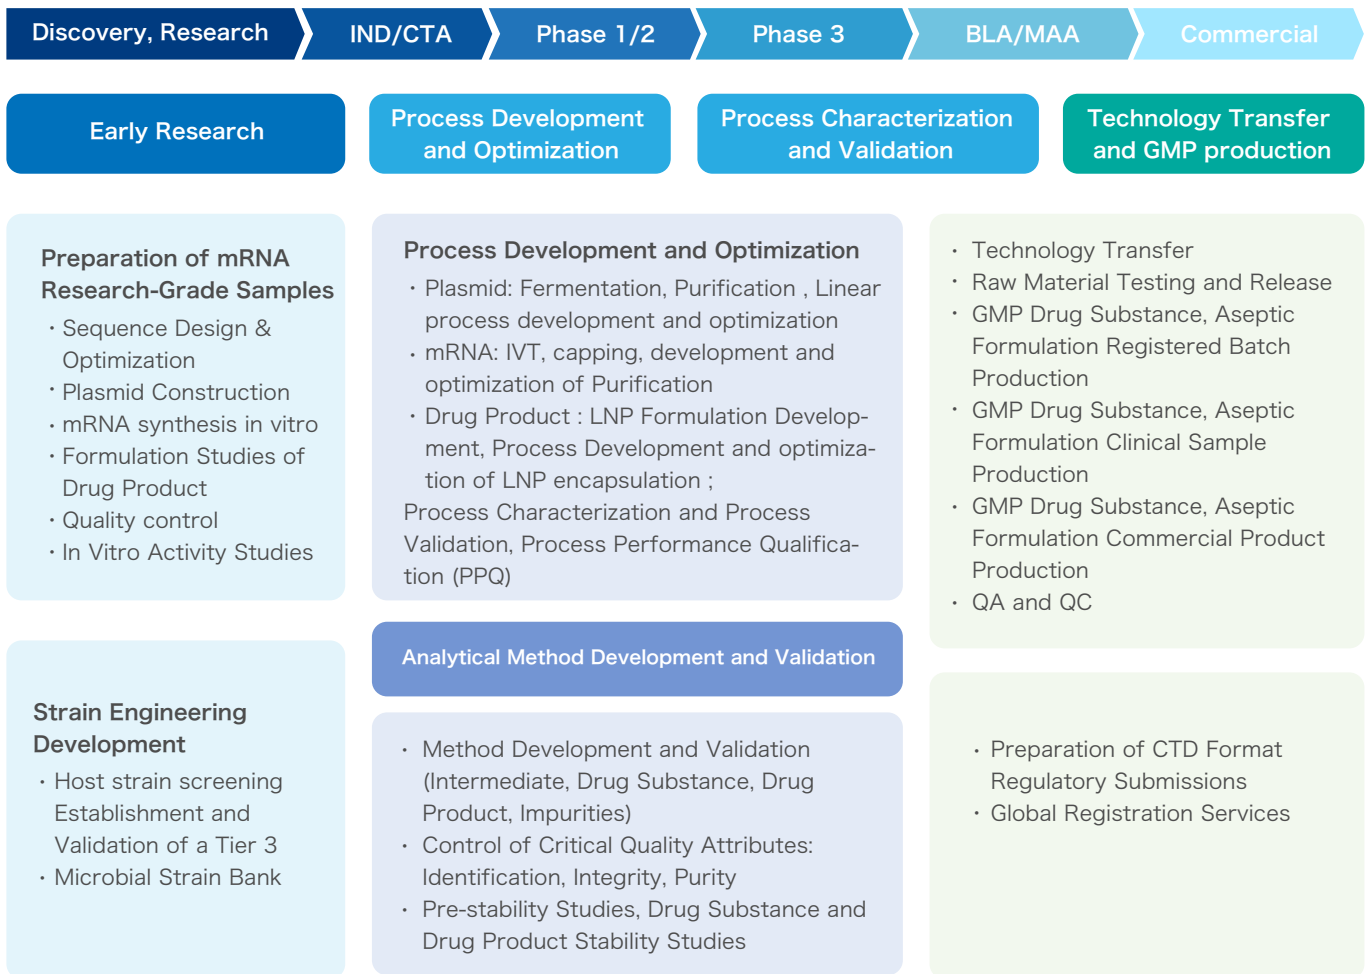 Discovery, Research
IND/CTA
Phase 1/2
Phase 3
BLA/MAA
Commercial
Early Research
Process Development
and Optimization
Process Characterization
and Validation
Technology Transfer
and GMP production
Preparation of mRNA
Research-Grade Samples
· Sequence Design &
Optimization
· Plasmid Construction
· mRNA synthesis in vitro
· Formulation Studies of
Drug Product
· Quality control
· In Vitro Activity Studies
Strain Engineering
Development
· Host strain screening
Establishment and
Validation of a Tier 3
· Microbial Strain Bank
Process Development and Optimization
· Plasmid: Fermentation, Purification , Linear
process development and optimization
· mRNA: IVT, capping, development and
optimization of Purification
· Drug Product : LNP Formulation Develop-
ment, Process Development and optimiza-
tion of LNP encapsulation ;
Process Characterization and Process
Validation, Process Performance Qualifica-
tion (PPQ)
Analytical Method Development and Validation
· Method Development and Validation
(Intermediate, Drug Substance, Drug
Product, Impurities)
· Control of Critical Quality Attributes:
Identification, Integrity, Purity
· Pre-stability Studies, Drug Substance and
Drug Product Stability Studies
· Technology Transfer
· Raw Material Testing and Release
· GMP Drug Substance, Aseptic
Formulation Registered Batch
Production
· GMP Drug Substance, Aseptic
Formulation Clinical Sample
Production
· GMP Drug Substance, Aseptic
Formulation Commercial Product
Production
· QA and QC
· Preparation of CTD Format
Regulatory Submissions
· Global Registration Services